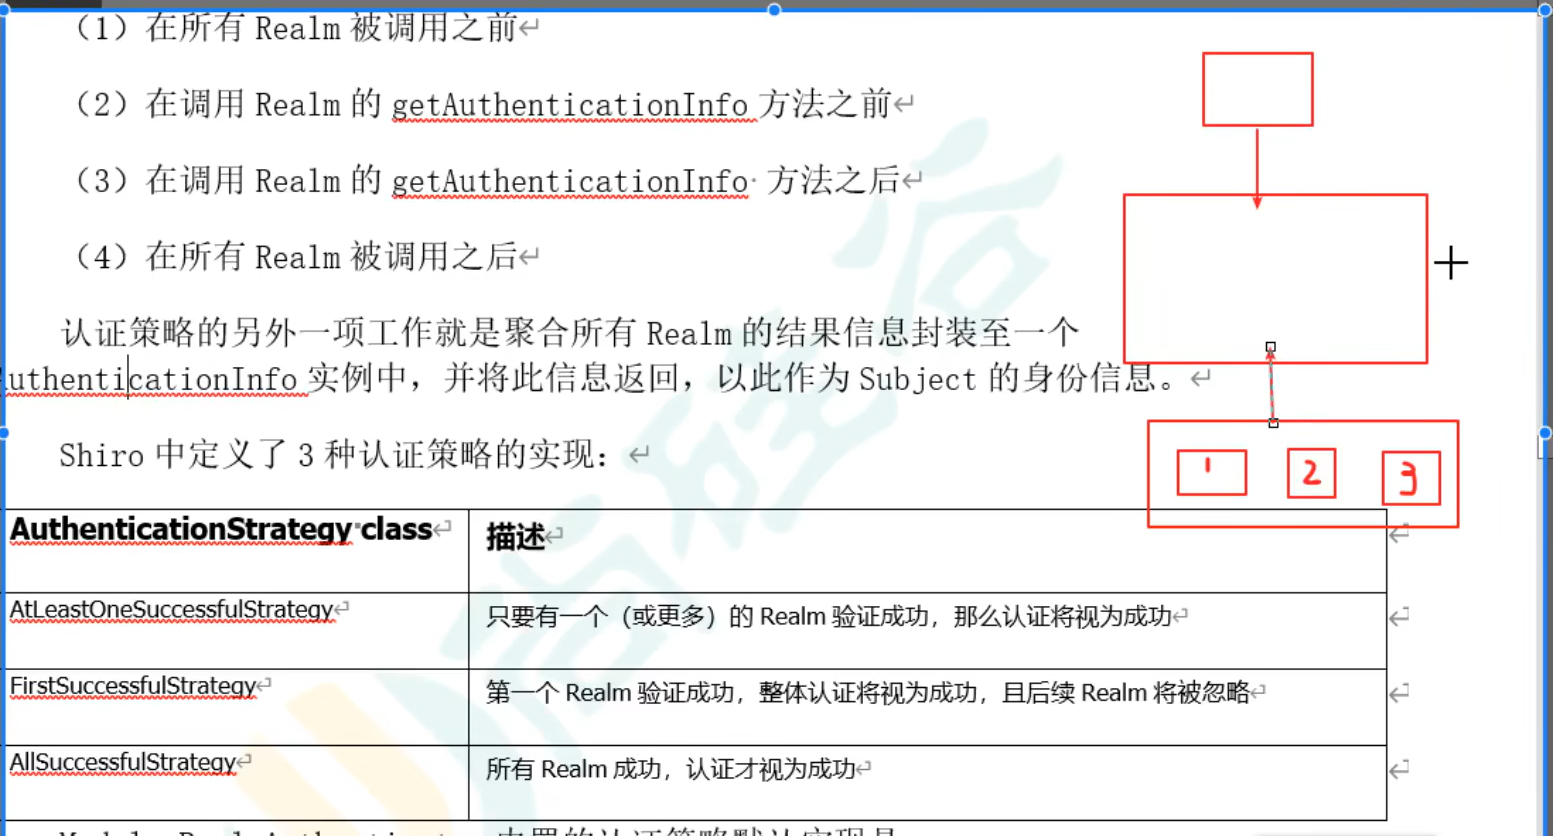 （1）在所有 Realm 被调用之前
（2）在调用 Realm 的 getAuthenticationInfo 方法之前
（3）在调用 Realm 的 getAuthenticationInfo 方法之后
（4）在所有 Realm 被调用之后
认证策略的另外一项工作就是聚合所有 Realm 的结果信息封装至一个
uthenticationInfo 实例中，并将此信息返回，以此作为 Subject 的身份信息。
Shiro 中定义了 3 种认证策略的实现：
1 2 3
AuthenticationStrategy class 描述
AtLeastOneSuccessfulStrategy 只要有一个（或更多）的 Realm 验证成功，那么认证将视为成功
FirstSuccessfulStrategy 第一个 Realm 验证成功，整体认证将视为成功，且后续 Realm 将被忽略
AllSuccessfulStrategy 所有 Realm 成功，认证才视为成功
尚硅谷